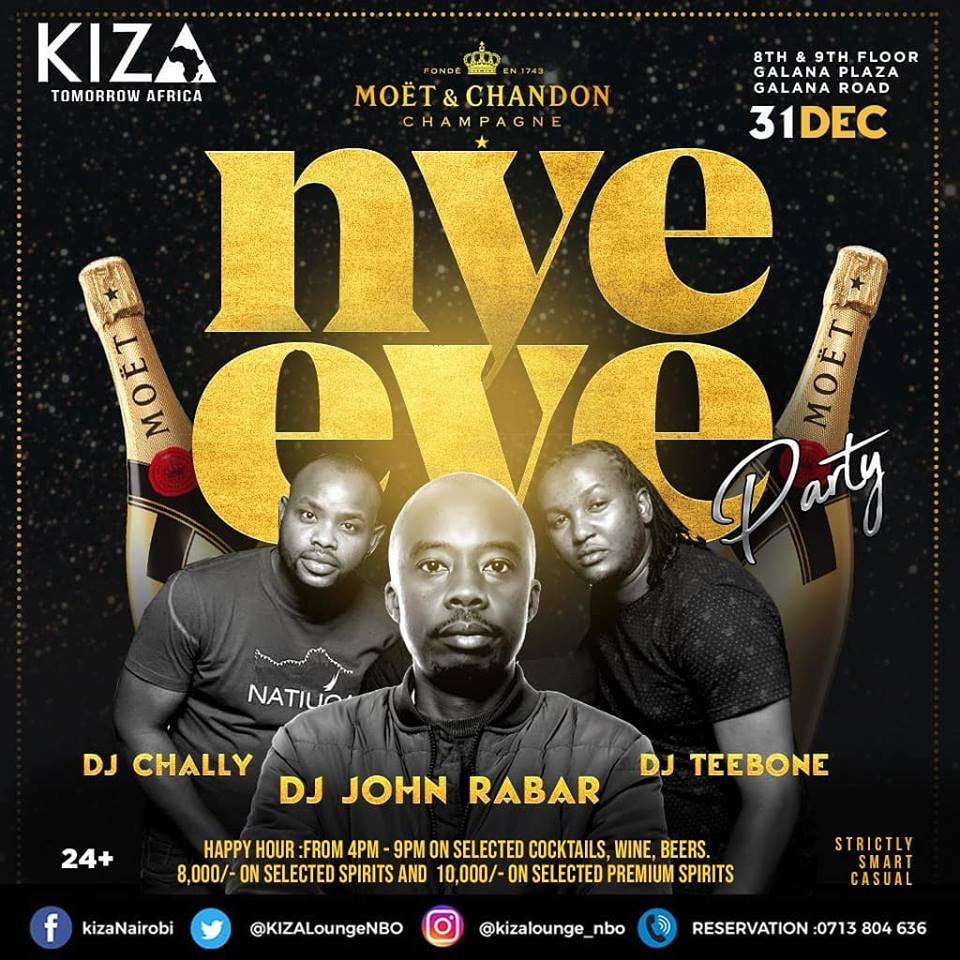 KIZA
TOMORROW AFRICA
FONDÉ EN 1743
MOËT & CHANDON
CHAMPAGNE
8TH & 9TH FLOOR
GALANA PLAZA
GALANA ROAD
31DEC
nye
eve
Party
MOËT
MOËT
DJ CHALLY
DJ JOHN RABAR
DJ TEEBONE
24+
HAPPY HOUR :FROM 4PM - 9PM ON SELECTED COCKTAILS, WINE, BEERS.
8,000/- ON SELECTED SPIRITS AND 10,000/- ON SELECTED PREMIUM SPIRITS
STRICTLY
SMART
CASUAL
kizaNairobi
@KIZALoungeNBO
@kizalounge_nbo
RESERVATION :0713 804 636